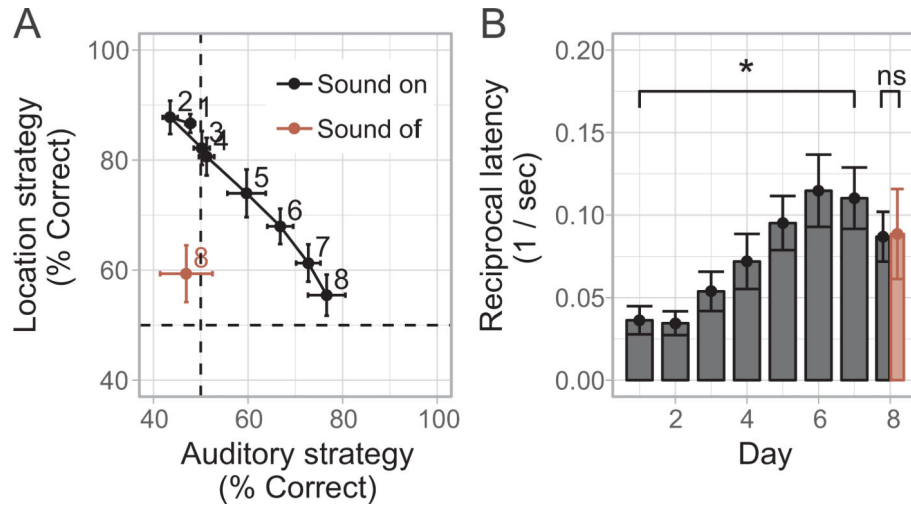 A
Location strategy
(% Correct)
100
80
60
40
2
1
3
4
5
6
7
8
8
Sound on
Sound of
40
60
80
100
Auditory strategy
(% Correct)
B
Reciprocal latency
(1 / sec)
0.20
0.15
0.10
0.05
0.00
*
ns
2
4
6
8
Day